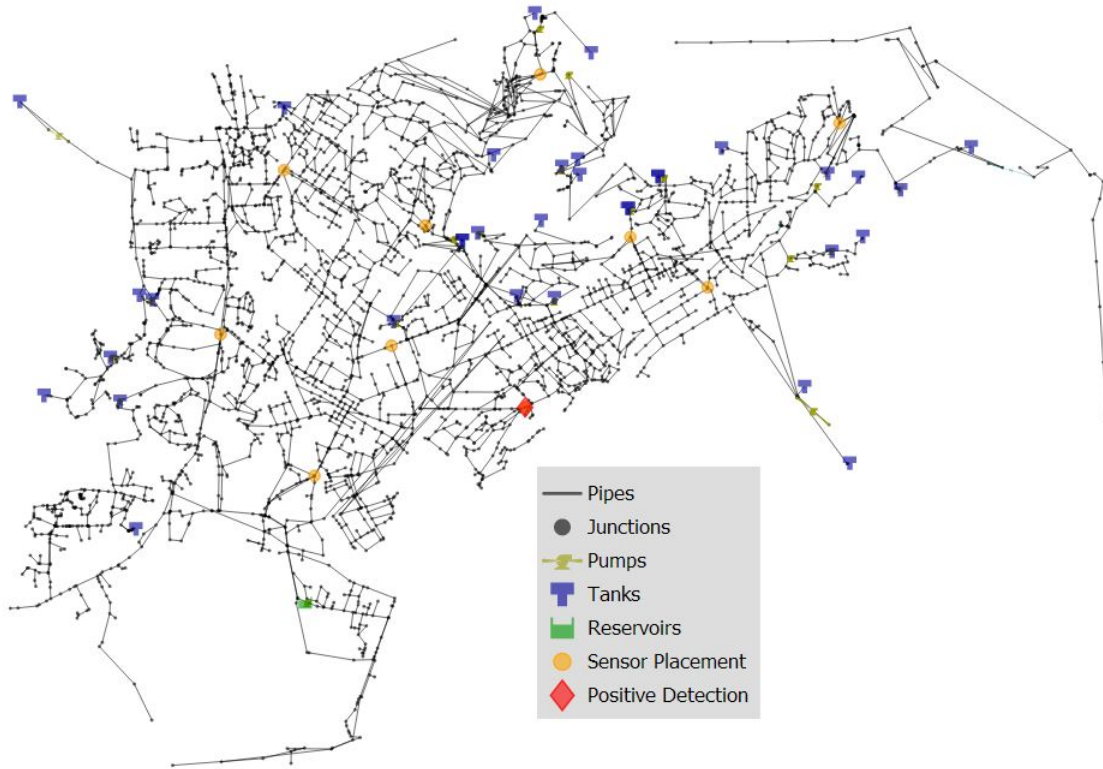 Pipes
Junctions
Pumps
Tanks
Reservoirs
Sensor Placement
Positive Detection